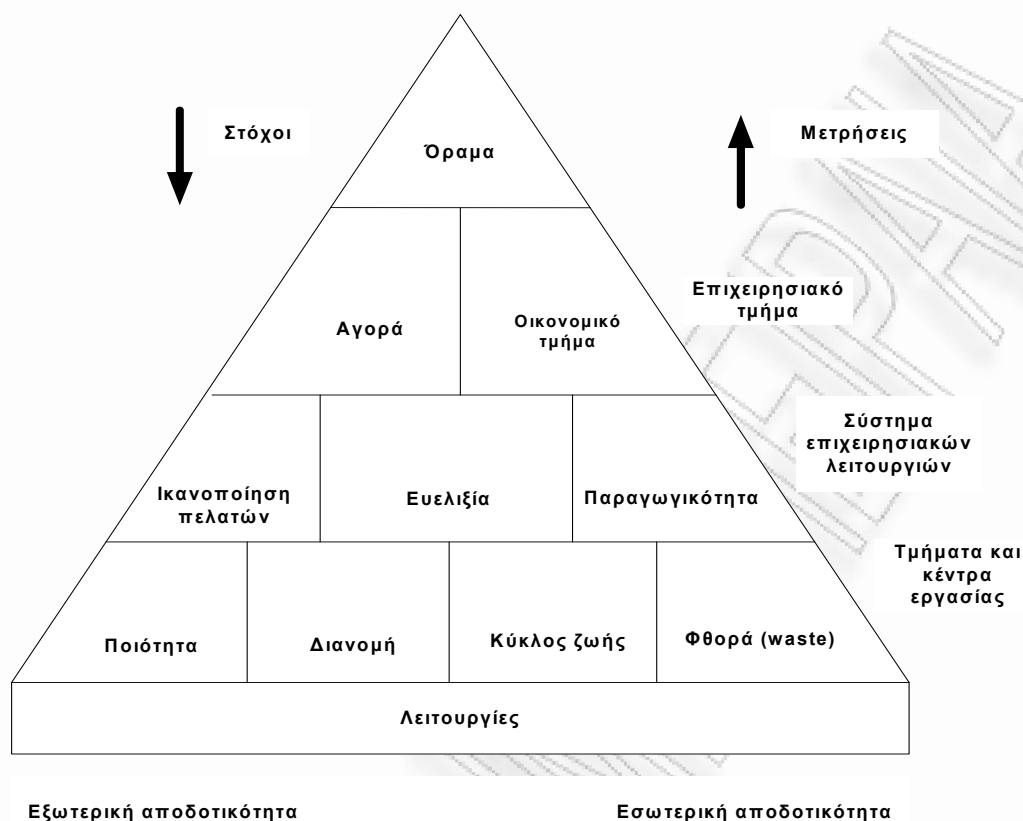 Στόχοι
Μετρήσεις
Όραμα
Επιχειρησιακό
τμήμα
Αγορά
Οικονομικό
τμήμα
Σύστημα
επιχειρησιακών
λειτουργιών
Ικανοποίηση
πελατών
Ευελιξία
Παραγωγικότητα
Τμήματα και
κέντρα
εργασίας
Ποιότητα
Διανομή
Κύκλος ζωής
Φθορά (waste)
Λειτουργίες
Εξωτερική αποδοτικότητα
Εσωτερική αποδοτικότητα